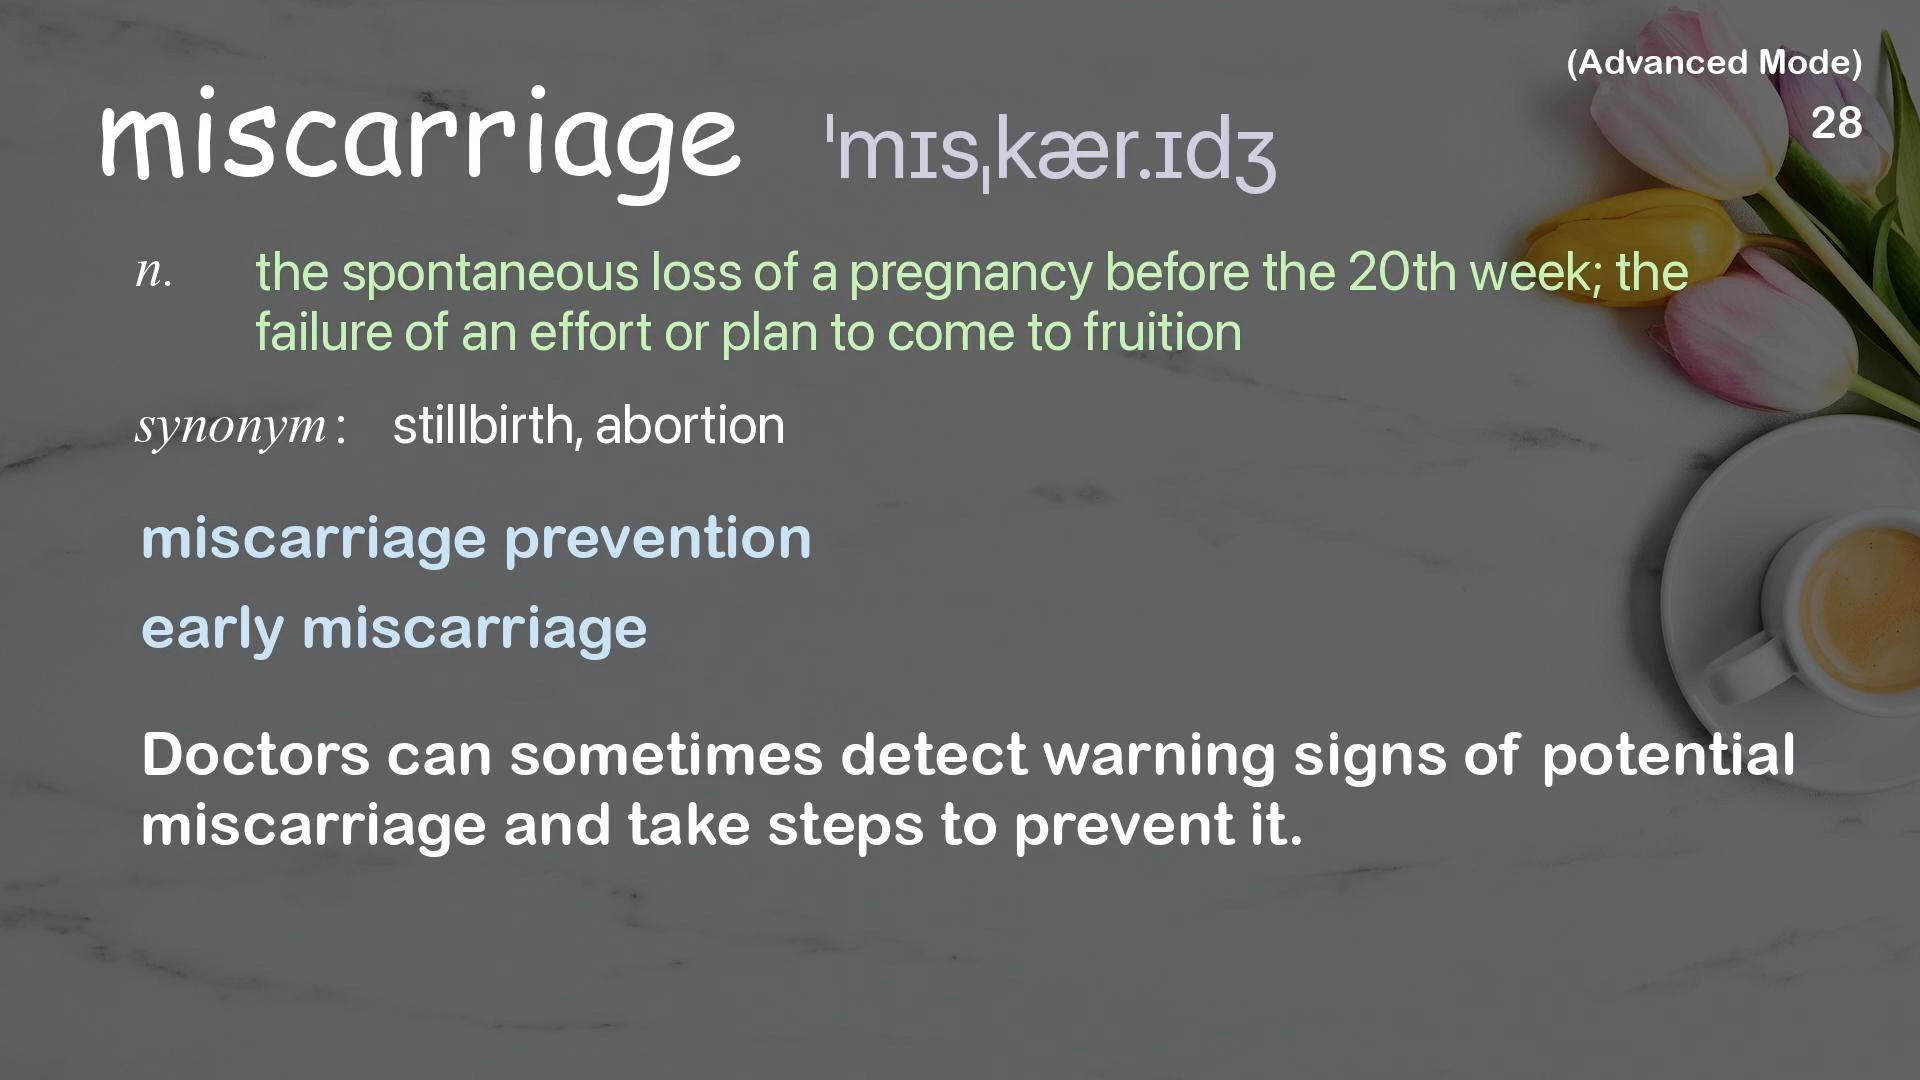 (Advanced Mode)
miscarriage ˈmɪsˌkær.ɪdʒ
28
n. the spontaneous loss of a pregnancy before the 20th week; the
failure of an effort or plan to come to fruition
synonym: stillbirth, abortion
miscarriage prevention
early miscarriage
Doctors can sometimes detect warning signs of potential
miscarriage and take steps to prevent it.